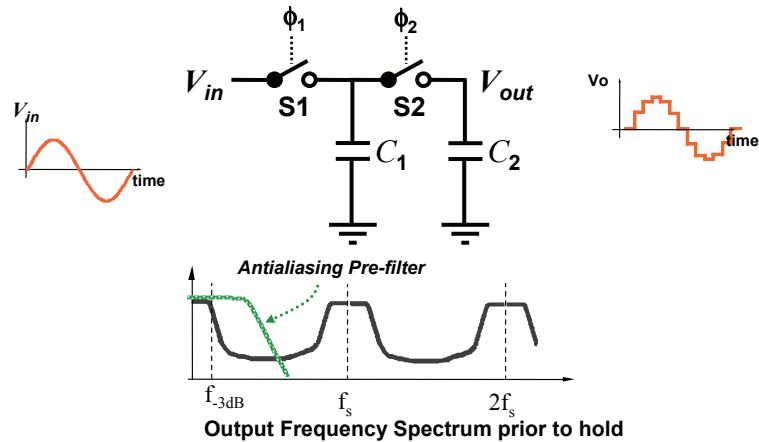 ϕ1 ϕ2
Vin S1 S2 Vout
C1 C2
Vin
time
Vo
time
Antialiasing Pre-filter
f-3dB fs 2fs
Output Frequency Spectrum prior to hold